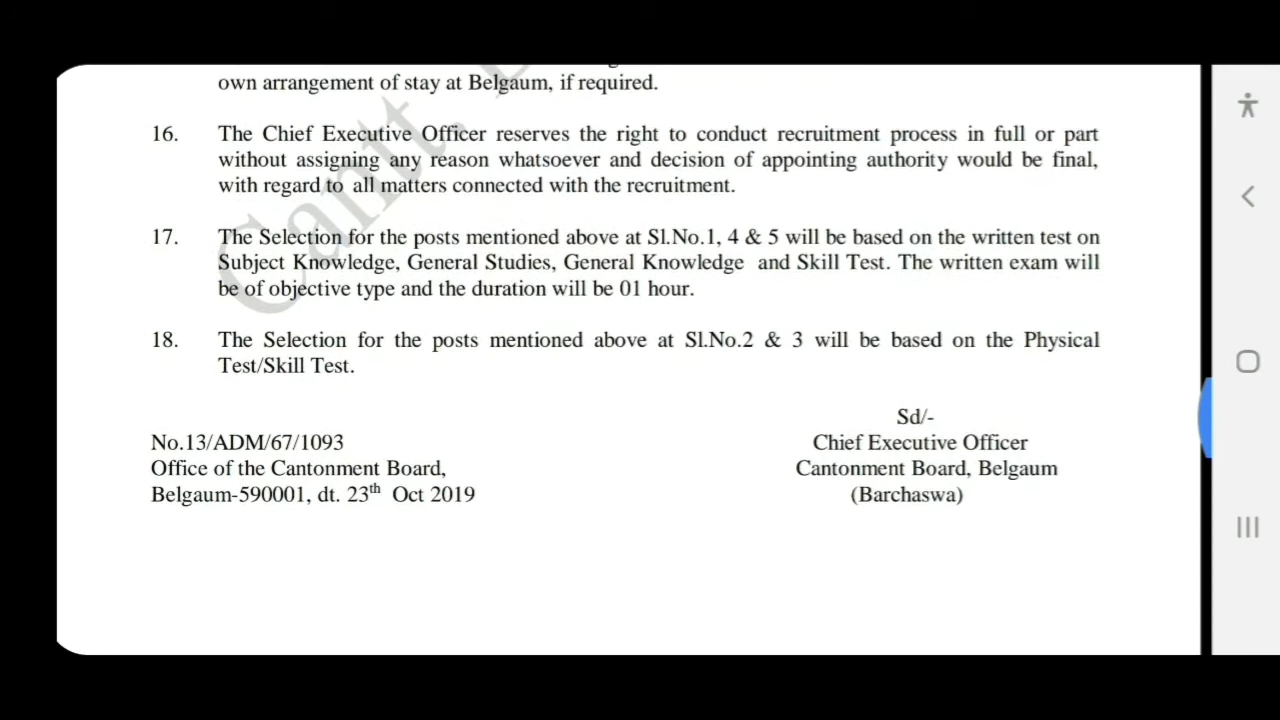 own arrangement of stay at Belgaum, if required.
16. The Chief Executive Officer reserves the right to conduct recruitment process in full or part
without assigning any reason whatsoever and decision of appointing authority would be final,
with regard to all matters connected with the recruitment.
17. The Selection for the posts mentioned above at Sl.No.1, 4 & 5 will be based on the written test on
Subject Knowledge, General Studies, General Knowledge and Skill Test. The written exam will
be of objective type and the duration will be 01 hour.
18. The Selection for the posts mentioned above at Sl.No.2 & 3 will be based on the Physical
Test/Skill Test.
Sd/-
No.13/ADM/67/1093 Chief Executive Officer
Office of the Cantonment Board, Cantonment Board, Belgaum
Belgaum-590001, dt. 23th Oct 2019 (Barchaswa)
Cantt.